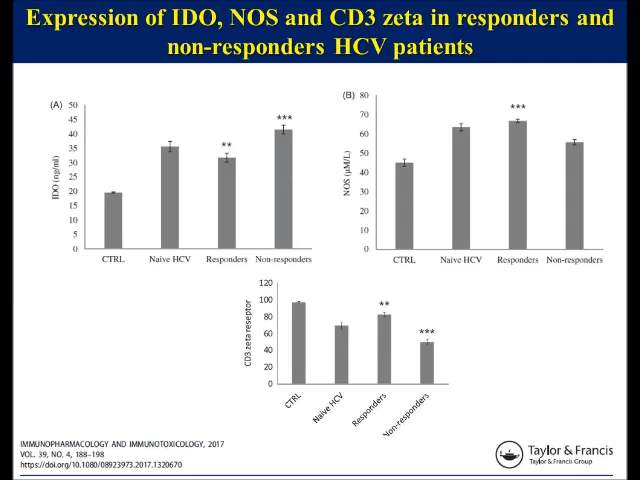 Expression of IDO, NOS and CD3 zeta in responders and
non-responders HCV patients
(A)
IDO (ng/ml)
50
45
40
35
30
25
20
15
10
5
0
**
***
CTRL Naive HCV Responders Non-responders
(B)
NOS (µM/L)
80
70
60
50
40
30
20
10
0
***
CTRL Naive HCV Responders Non-responders
CD3 zeta reseptor
120
100
80
60
40
20
0
**
***
CTRL Naive HCV Responders Non-responders
IMMUNOPHARMACOLOGY AND IMMUNOTOXICOLOGY, 2017
VOL. 39, NO. 4, 188–198
https://doi.org/10.1080/08923973.2017.1320670
Taylor & Francis
Taylor & Francis Group